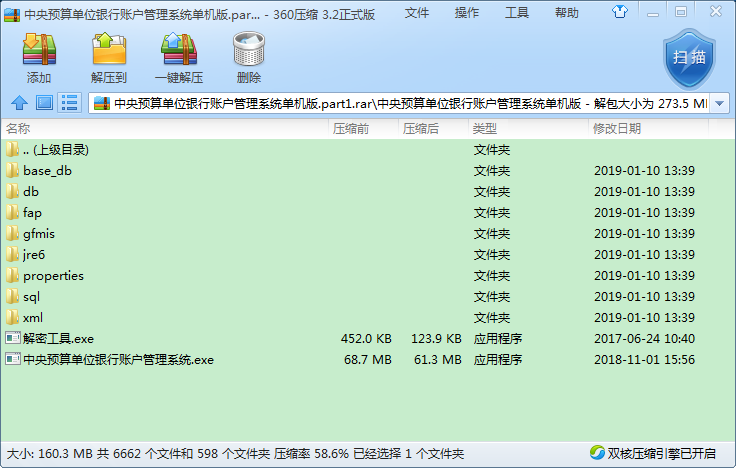 中央预算单位银行账户管理系统单机版.par... - 360压缩 3.2正式版 文件 操作 工具 帮助
添加 解压到 一键解压 删除 扫描
中央预算单位银行账户管理系统单机版.part1.rar\中央预算单位银行账户管理系统单机版 - 解包大小为 273.5 M
名称 压缩前 压缩后 类型 修改日期
.. (上级目录) 文件夹
base_db 文件夹 2019-01-10 13:39
db 文件夹 2019-01-10 13:39
fap 文件夹 2019-01-10 13:39
gfmis 文件夹 2019-01-10 13:39
jre6 文件夹 2019-01-10 13:39
properties 文件夹 2019-01-10 13:39
sql 文件夹 2019-01-10 13:39
xml 文件夹 2019-01-10 13:39
解密工具.exe 452.0 KB 123.9 KB 应用程序 2017-06-24 10:40
中央预算单位银行账户管理系统.exe 68.7 MB 61.3 MB 应用程序 2018-11-01 15:56
大小: 160.3 MB 共 6662 个文件和 598 个文件夹 压缩率 58.6% 已经选择 1 个文件夹 双核压缩引擎已开启